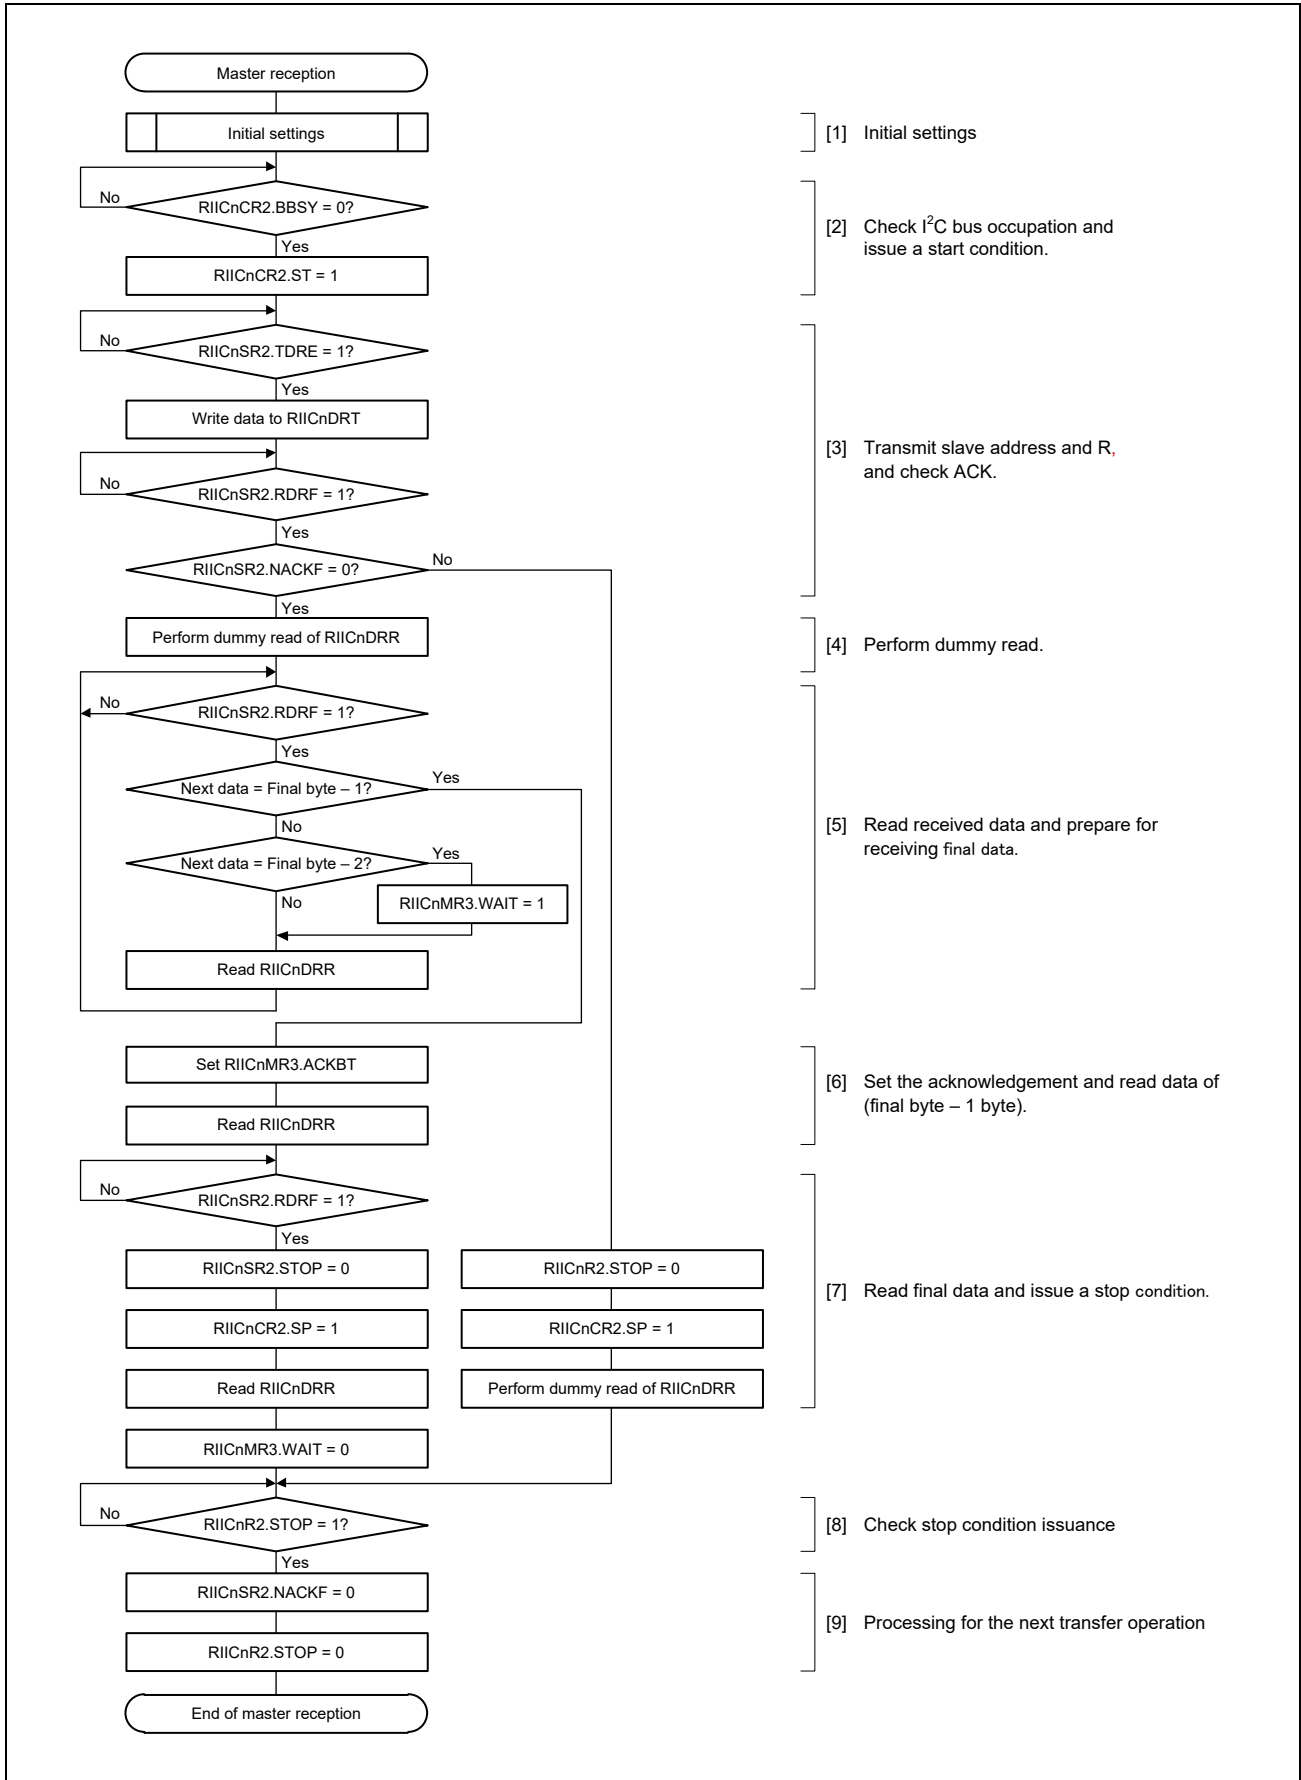 Master reception
Initial settings
[1] Initial settings
No
RIICnCR2.BBSY = 0?
Yes
RIICnCR2.ST = 1
[2] Check I²C bus occupation and
issue a start condition.
No
RIICnSR2.TDRE = 1?
Yes
Write data to RIICnDRT
No
RIICnSR2.RDRF = 1?
Yes
RIICnSR2.NACKF = 0?
No
Yes
[3] Transmit slave address and R,
and check ACK.
Perform dummy read of RIICnDRR
[4] Perform dummy read.
No
RIICnSR2.RDRF = 1?
Yes
Next data = Final byte – 1?
Yes
No
Next data = Final byte – 2?
Yes
No
RIICnMR3.WAIT = 1
Read RIICnDRR
[5] Read received data and prepare for
receiving final data.
Set RIICnMR3.ACKBT
Read RIICnDRR
[6] Set the acknowledgement and read data of
(final byte – 1 byte).
No
RIICnSR2.RDRF = 1?
Yes
RIICnSR2.STOP = 0
RIICnCR2.SP = 1
Read RIICnDRR
RIICnMR3.WAIT = 0
RIICnR2.STOP = 0
RIICnCR2.SP = 1
Perform dummy read of RIICnDRR
[7] Read final data and issue a stop condition.
No
RIICnR2.STOP = 1?
Yes
[8] Check stop condition issuance
RIICnSR2.NACKF = 0
RIICnR2.STOP = 0
[9] Processing for the next transfer operation
End of master reception